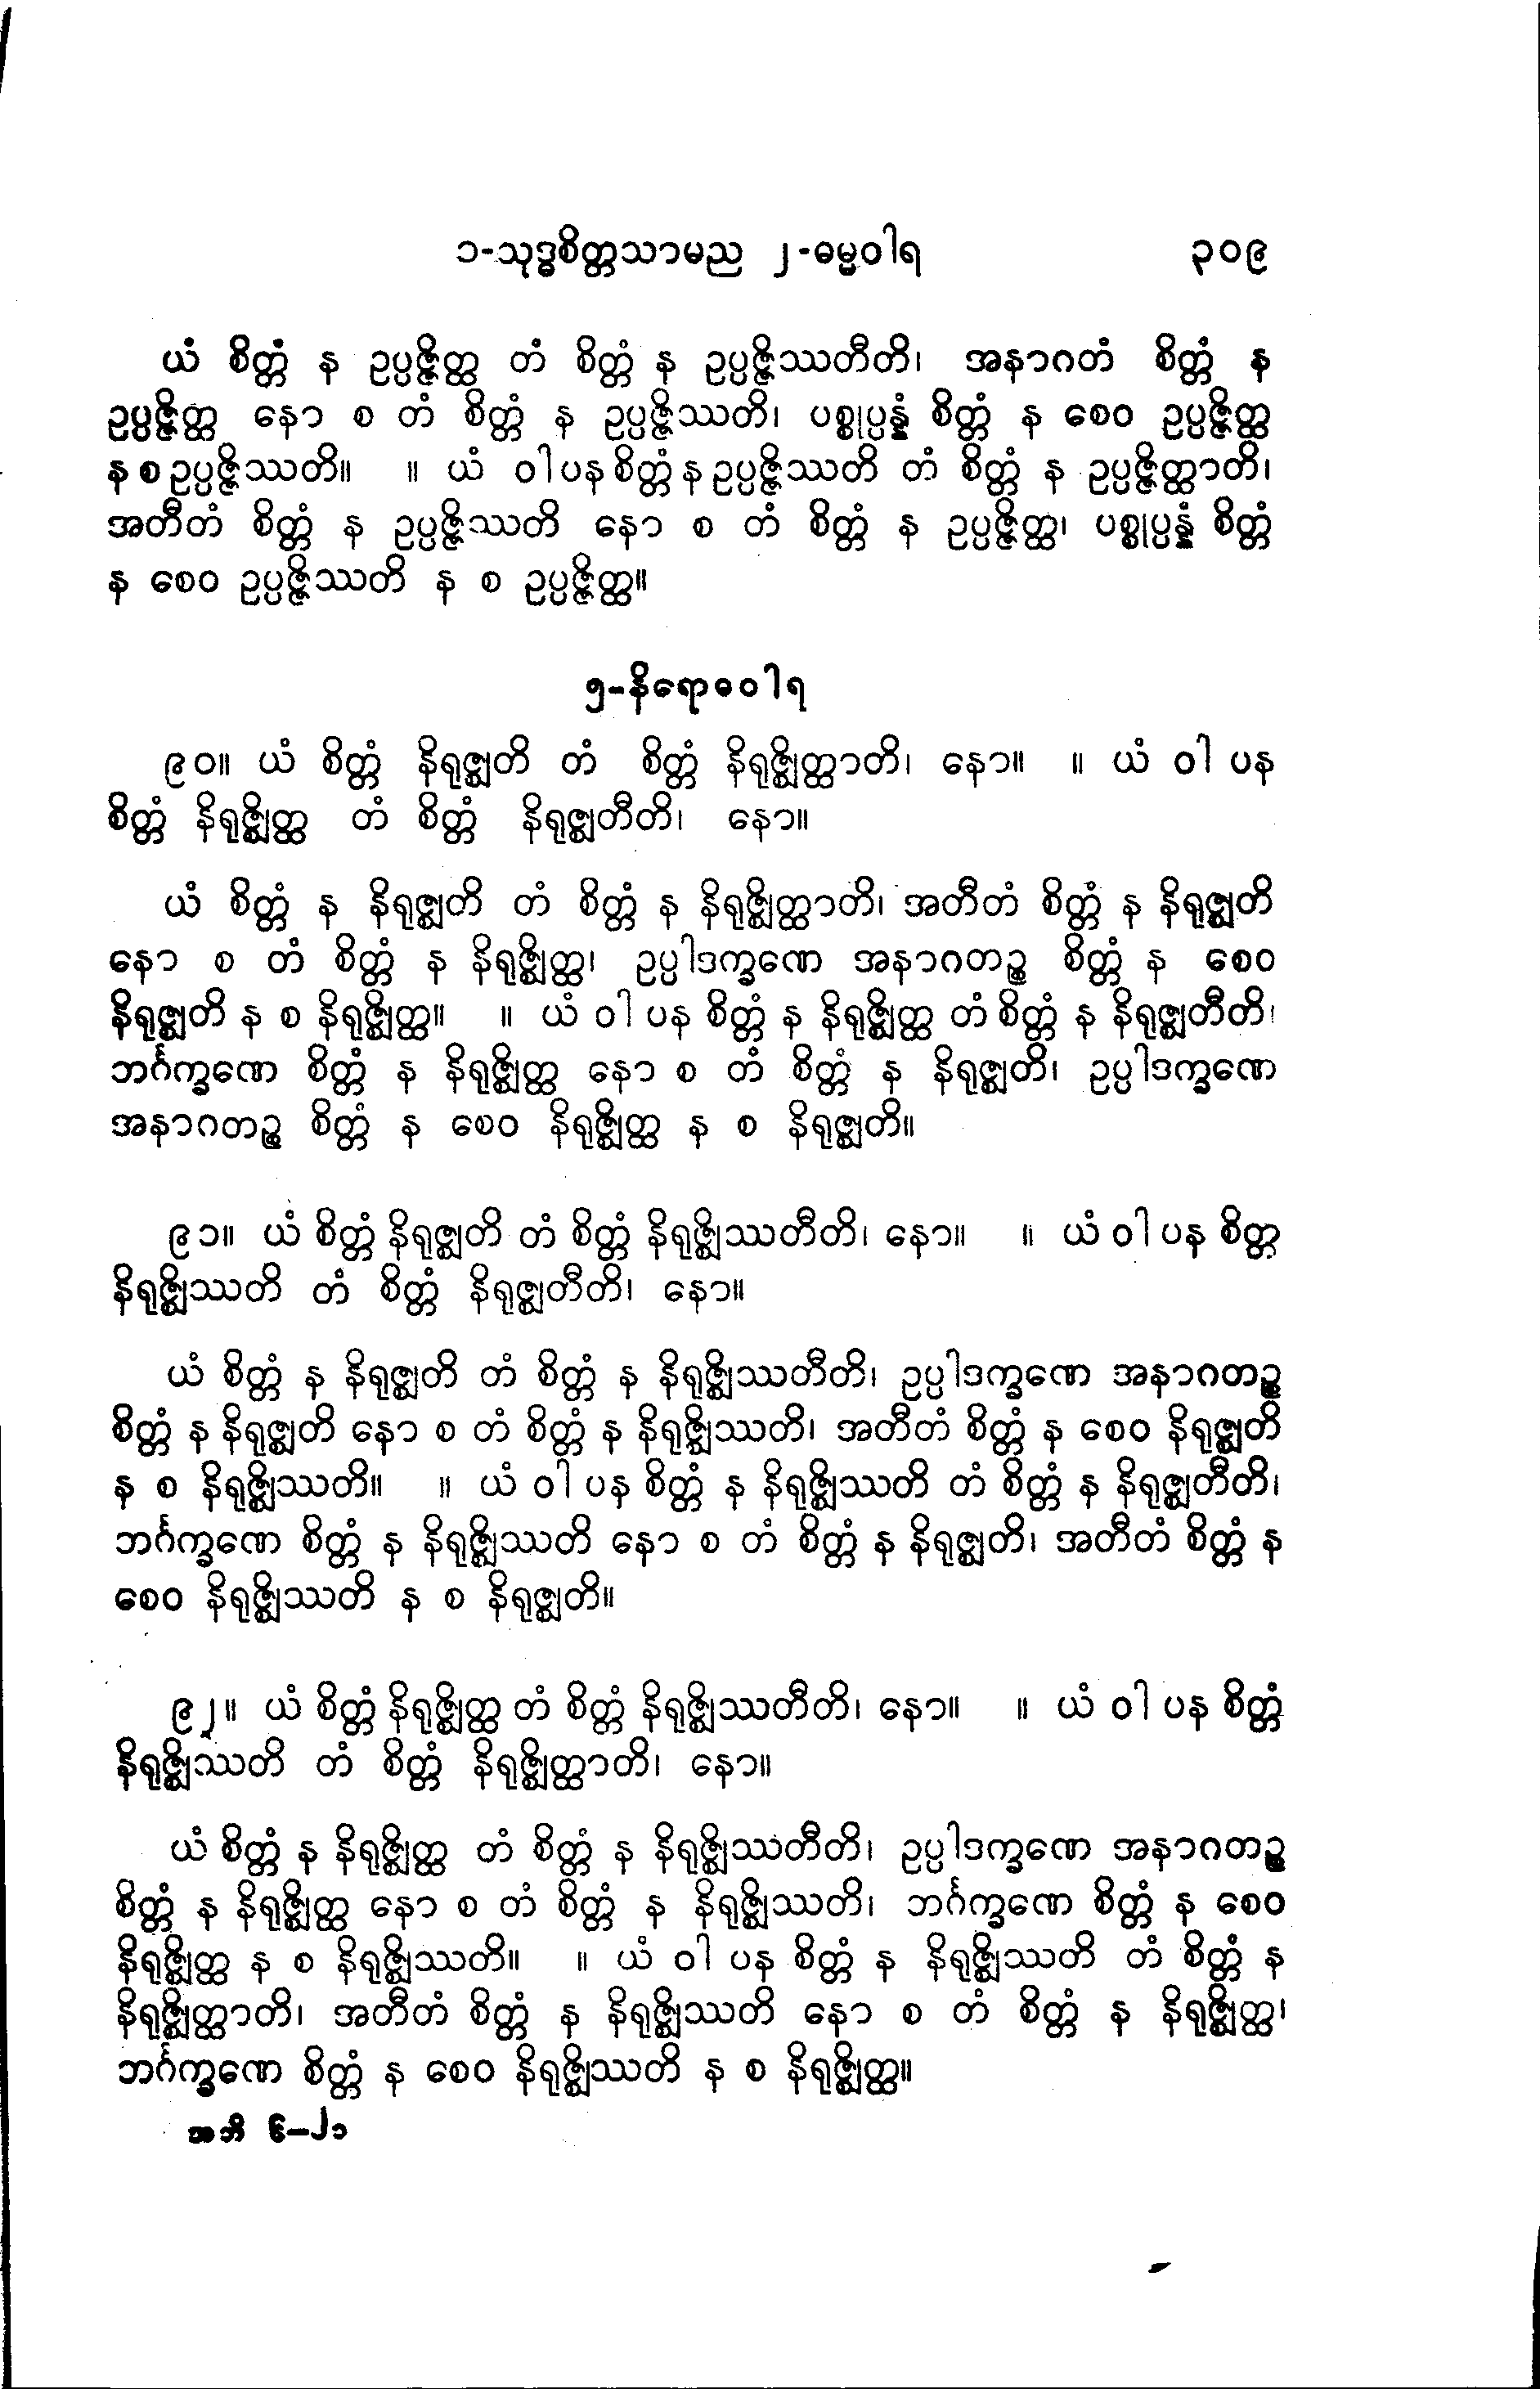 ၁-သုဒ္ဓစိတ္တသာမည ၂-ဓမ္မဝါရ ၃၀၉
ယံ စိတ္တံ န ဥပ္ပဇ္ဇိတ္ထ တံ စိတ္တံ န ဥပ္ပဇ္ဇိဿတီတိ၊ အနာဂတံ စိတ္တံ န
ဥပ္ပဇ္ဇိတ္ထ နော စ တံ စိတ္တံ န ဥပ္ပဇ္ဇိဿတိ၊ ပစ္စုပ္ပန္နံ စိတ္တံ န စေဝ ဥပ္ပဇ္ဇိတ္ထ
န စ ဥပ္ပဇ္ဇိဿတိ။ ။ ယံ ဝါ ပန စိတ္တံ န ဥပ္ပဇ္ဇိဿတိ တံ စိတ္တံ န ဥပ္ပဇ္ဇိတ္ထာတိ၊
အတီတံ စိတ္တံ န ဥပ္ပဇ္ဇိဿတိ နော စ တံ စိတ္တံ န ဥပ္ပဇ္ဇိတ္ထ၊ ပစ္စုပ္ပန္နံ စိတ္တံ
န စေဝ ဥပ္ပဇ္ဇိဿတိ န စ ဥပ္ပဇ္ဇိတ္ထ။
၅-နိရောဓဝါရ
၉၀။ ယံ စိတ္တံ နိရုဇ္ဈတိ တံ စိတ္တံ နိရုဇ္ဈိတ္ထာတိ၊ နော။ ။ ယံ ဝါ ပန
စိတ္တံ နိရုဇ္ဈိတ္ထ တံ စိတ္တံ နိရုဇ္ဈတီတိ၊ နော။
ယံ စိတ္တံ န နိရုဇ္ဈတိ တံ စိတ္တံ န နိရုဇ္ဈိတ္ထာတိ၊ အတီတံ စိတ္တံ န နိရုဇ္ဈတိ
နော စ တံ စိတ္တံ န နိရုဇ္ဈိတ္ထ၊ ဥပ္ပါဒက္ခဏေ အနာဂတဉ္စ စိတ္တံ န စေဝ
နိရုဇ္ဈတိ န စ နိရုဇ္ဈိတ္ထ။ ။ ယံ ဝါ ပန စိတ္တံ န နိရုဇ္ဈိတ္ထ တံ စိတ္တံ န နိရုဇ္ဈတီတိ၊
ဘင်္ဂက္ခဏေ စိတ္တံ န နိရုဇ္ဈိတ္ထ နော စ တံ စိတ္တံ န နိရုဇ္ဈတိ၊ ဥပ္ပါဒက္ခဏေ
အနာဂတဉ္စ စိတ္တံ န စေဝ နိရုဇ္ဈိတ္ထ န စ နိရုဇ္ဈတိ။
၉၁။ ယံ စိတ္တံ နိရုဇ္ဈတိ တံ စိတ္တံ နိရုဇ္ဈိဿတီတိ၊ နော။ ။ ယံ ဝါ ပန စိတ္တ
နိရုဇ္ဈိဿတိ တံ စိတ္တံ နိရုဇ္ဈတီတိ၊ နော။
ယံ စိတ္တံ န နိရုဇ္ဈတိ တံ စိတ္တံ န နိရုဇ္ဈိဿတီတိ၊ ဥပ္ပါဒက္ခဏေ အနာဂတဉ္စ
စိတ္တံ န နိရုဇ္ဈတိ နော စ တံ စိတ္တံ န နိရုဇ္ဈိဿတိ၊ အတီတံ စိတ္တံ န စေဝ နိရုဇ္ဈတိ
န စ နိရုဇ္ဈိဿတိ။ ။ ယံ ဝါ ပန စိတ္တံ န နိရုဇ္ဈိဿတိ တံ စိတ္တံ န နိရုဇ္ဈတီတိ၊
ဘင်္ဂက္ခဏေ စိတ္တံ န နိရုဇ္ဈိဿတိ နော စ တံ စိတ္တံ န နိရုဇ္ဈတိ၊ အတီတံ စိတ္တံ န
စေဝ နိရုဇ္ဈိဿတိ န စ နိရုဇ္ဈတိ။
၉၂။ ယံ စိတ္တံ နိရုဇ္ဈိတ္ထ တံ စိတ္တံ နိရုဇ္ဈိဿတီတိ၊ နော။ ။ ယံ ဝါ ပန စိတ္တံ
နိရုဇ္ဈိဿတိ တံ စိတ္တံ နိရုဇ္ဈိတ္ထာတိ၊ နော။
ယံ စိတ္တံ န နိရုဇ္ဈိတ္ထ တံ စိတ္တံ န နိရုဇ္ဈိဿတီတိ၊ ဥပ္ပါဒက္ခဏေ အနာဂတဉ္စ
စိတ္တံ န နိရုဇ္ဈိတ္ထ နော စ တံ စိတ္တံ န နိရုဇ္ဈိဿတိ၊ ဘင်္ဂက္ခဏေ စိတ္တံ န စေဝ
နိရုဇ္ဈိတ္ထ န စ နိရုဇ္ဈိဿတိ။ ။ ယံ ဝါ ပန စိတ္တံ န နိရုဇ္ဈိဿတိ တံ စိတ္တံ န
နိရုဇ္ဈိတ္ထာတိ၊ အတီတံ စိတ္တံ န နိရုဇ္ဈိဿတိ နော စ တံ စိတ္တံ န နိရုဇ္ဈိတ္ထ၊
ဘင်္ဂက္ခဏေ စိတ္တံ န စေဝ နိရုဇ္ဈိဿတိ န စ နိရုဇ္ဈိတ္ထ။
အဘိ ၆-၂၁